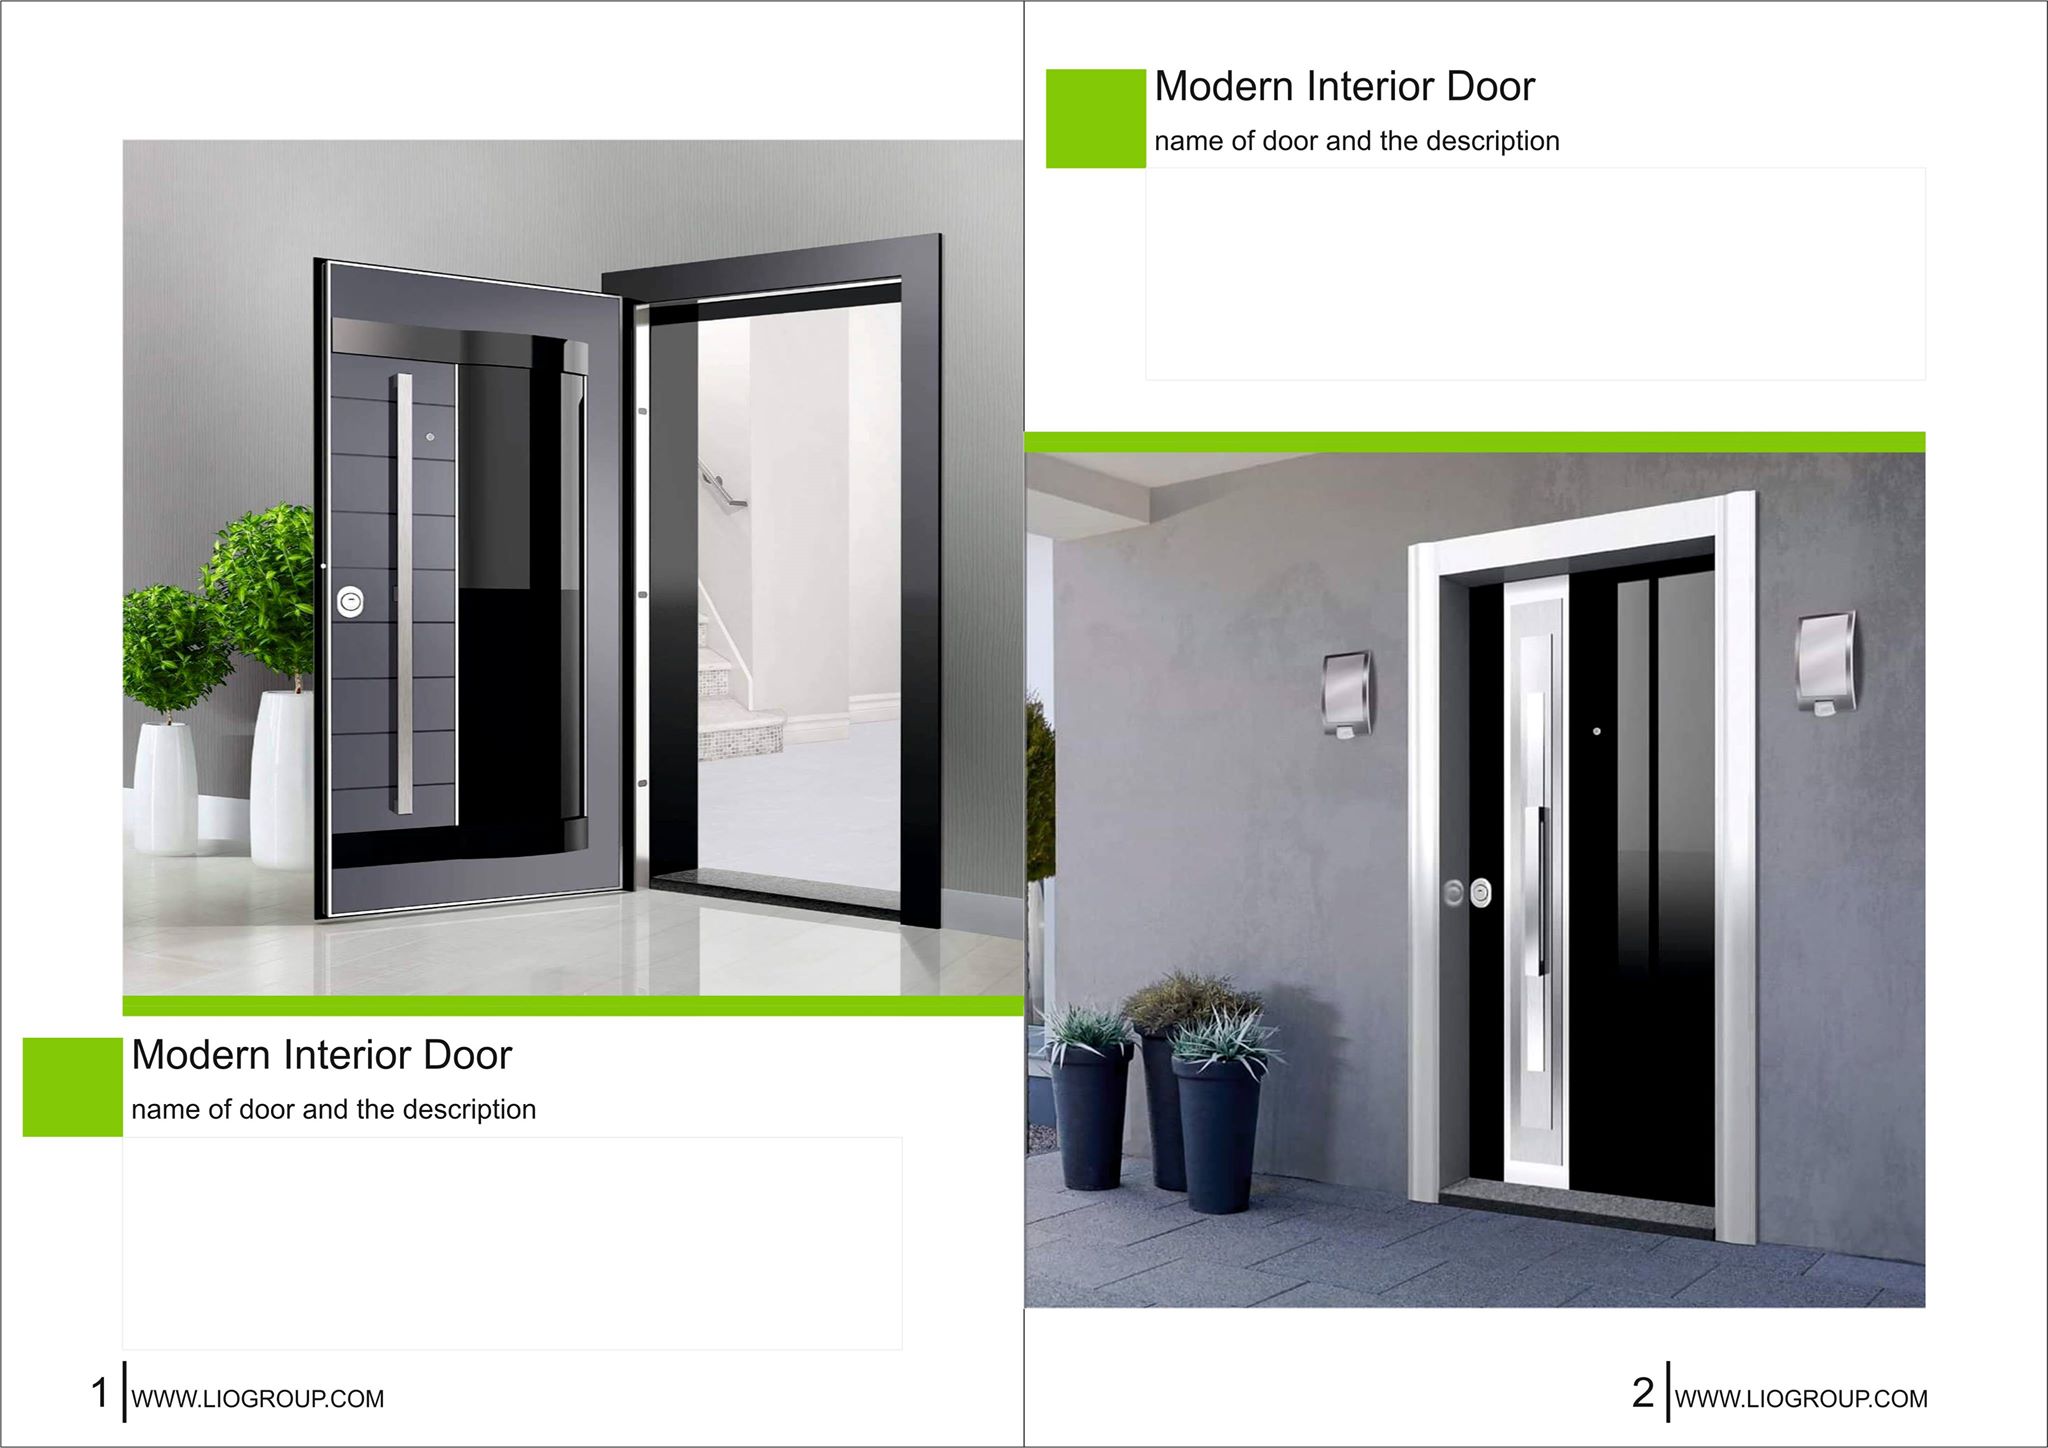 Modern Interior Door
name of door and the description
1 WWW.LIOGROUP.COM
Modern Interior Door
name of door and the description
2 WWW.LIOGROUP.COM